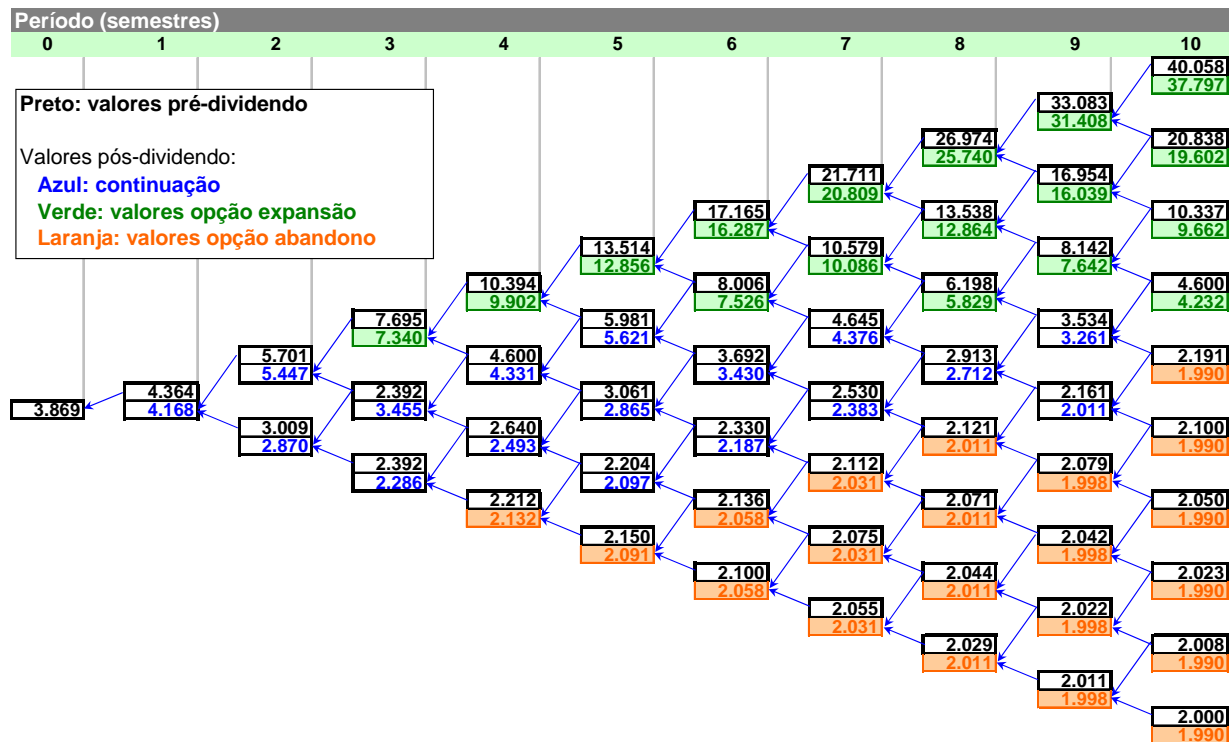 Período (semestres)
0 1 2 3 4 5 6 7 8 9 10
Preto: valores pré-dividendo
Valores pós-dividendo:
Azul: continuação
Verde: valores opção expansão
Laranja: valores opção abandono
40.058
37.797
33.083
31.408
26.974 20.838
25.740 19.602
21.711 16.954
20.809 16.039
17.165 13.538 10.337
16.287 12.864 9.662
13.514 10.579 8.142
12.856 10.086 7.642
10.394 8.006 6.198 4.600
9.902 7.526 5.829 4.232
7.695 5.981 4.645 3.534
7.340 5.621 4.376 3.261
5.701 4.600 3.692 2.913 2.191
5.447 4.331 3.430 2.712 1.990
4.364 2.392 3.061 2.530 2.161
3.869 4.168 3.455 2.865 2.383 2.011
3.009 2.640 2.330 2.121 2.100
2.870 2.493 2.187 2.011 1.990
2.392 2.204 2.112 2.079
2.286 2.097 2.031 1.998
2.212 2.136 2.071 2.050
2.132 2.058 2.011 1.990
2.150 2.075 2.042
2.091 2.031 1.998
2.100 2.044 2.023
2.058 2.011 1.990
2.055 2.022
2.031 1.998
2.029 2.008
2.011 1.990
2.011
1.998
2.000
1.990